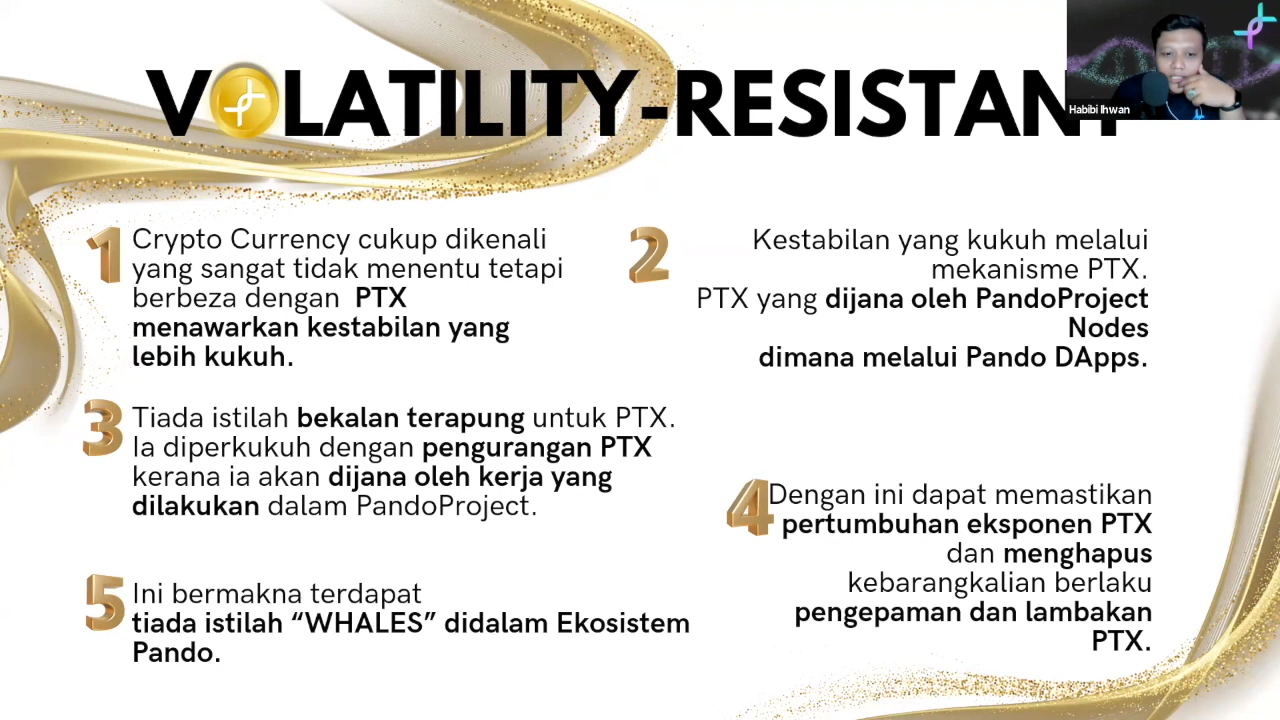 VOLATILITY-RESISTANT
Habibi Ihwan
1 Crypto Currency cukup dikenali
yang sangat tidak menentu tetapi
berbeza dengan PTX
menawarkan kestabilan yang
lebih kukuh.
2 Kestabilan yang kukuh melalui
mekanisme PTX.
PTX yang dijana oleh PandoProject
Nodes
dimana melalui Pando DApps.
3 Tiada istilah bekalan terapung untuk PTX.
Ia diperkukuh dengan pengurangan PTX
kerana ia akan dijana oleh kerja yang
dilakukan dalam PandoProject.
4 Dengan ini dapat memastikan
pertumbuhan eksponen PTX
dan menghapus
kebarangkalian berlaku
pengepaman dan lambakan
PTX.
5 Ini bermakna terdapat
tiada istilah “WHALES” didalam Ekosistem
Pando.